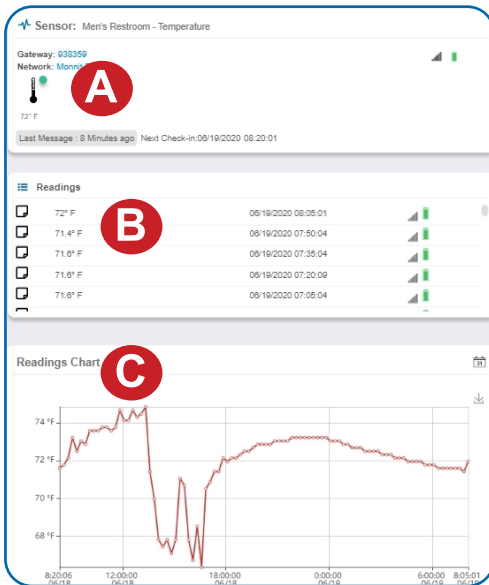 Sensor: Men's Restroom - Temperature
Gateway: 938359
Network: Monnit
A
72° F
Last Message : 8 Minutes ago Next Check-in:06/19/2020 08:20:01
Readings
B
72° F 06/19/2020 08:05:01
71.4° F 06/19/2020 07:50:04
71.6° F 06/19/2020 07:35:04
71.6° F 06/19/2020 07:20:09
71.6° F 06/19/2020 07:05:04
Readings Chart
C
31
74 °F
72 °F
70 °F
68 °F
8:20:06 12:00:00 18:00:00 0:00:00 6:00:00 8:05:01
06/18 06/18 06/18 06/19 06/19 06/19